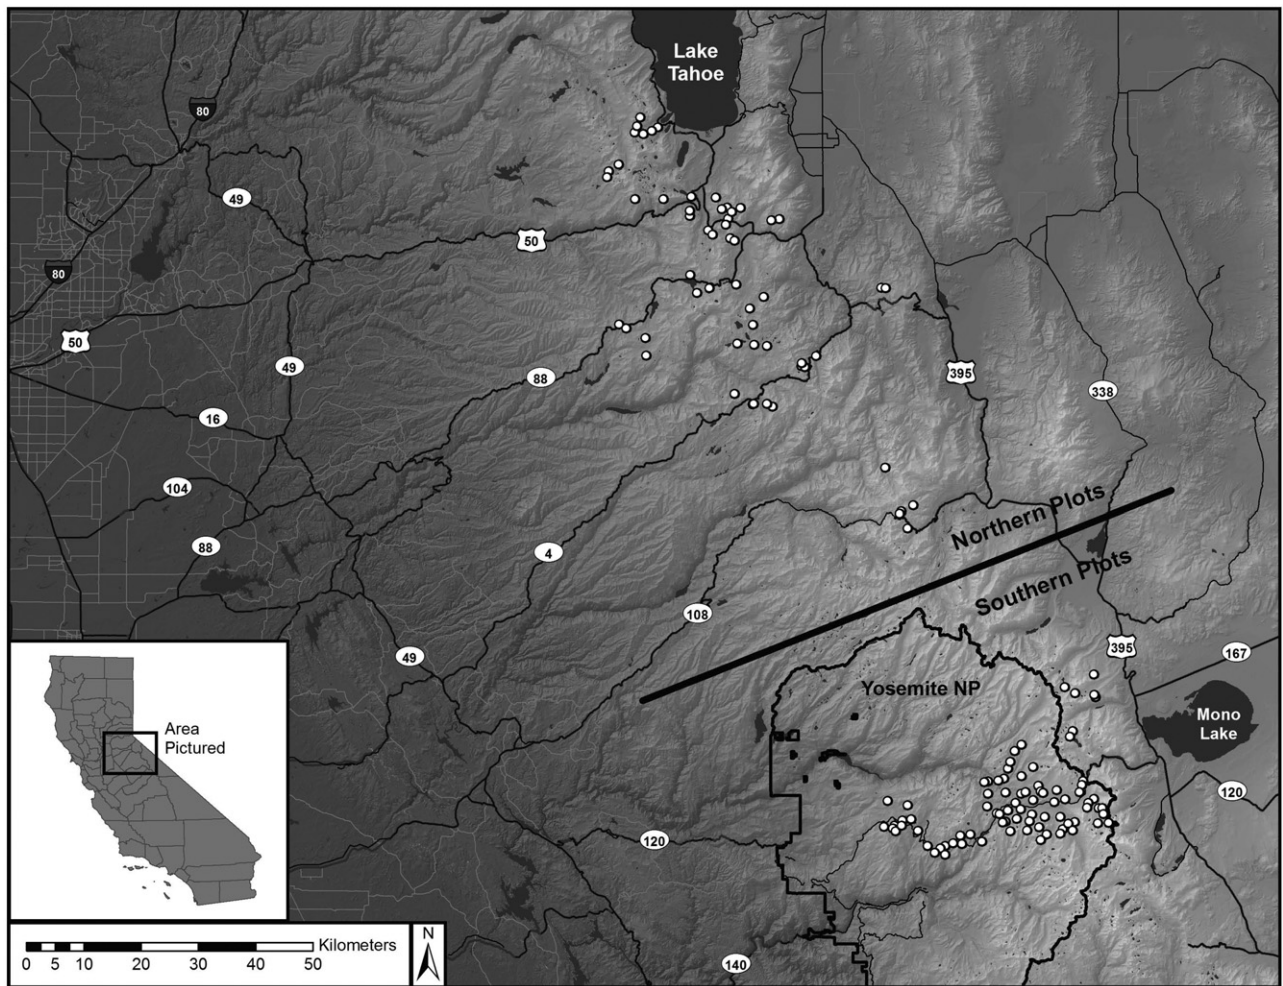 Lake
Tahoe
80
49
50
80
50
49
395
88
338
16
104
Northern Plots
88
4
Southern Plots
108
395
49
167
Yosemite NP
Area
Pictured
Mono
Lake
120
120
N
Kilometers
0 5 10 20 30 40 50
140